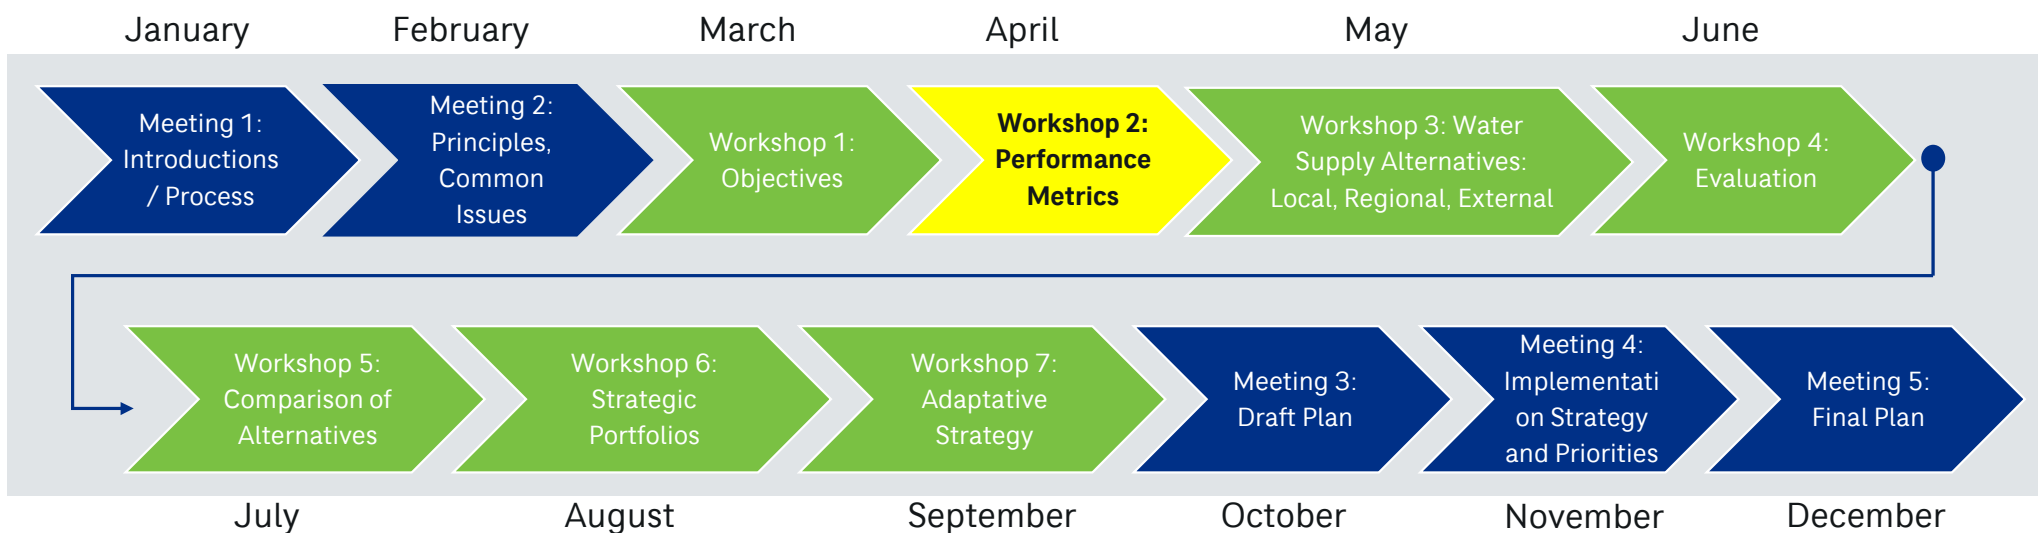 January February March April May June
Meeting 1:
Introductions
/ Process
Meeting 2:
Principles,
Common
Issues
Workshop 1:
Objectives
Workshop 2:
Performance
Metrics
Workshop 3: Water
Supply Alternatives:
Local, Regional, External
Workshop 4:
Evaluation
Workshop 5:
Comparison of
Alternatives
Workshop 6:
Strategic
Portfolios
Workshop 7:
Adaptative
Strategy
Meeting 3:
Draft Plan
Meeting 4:
Implementati
on Strategy
and Priorities
Meeting 5:
Final Plan
July August September October November December